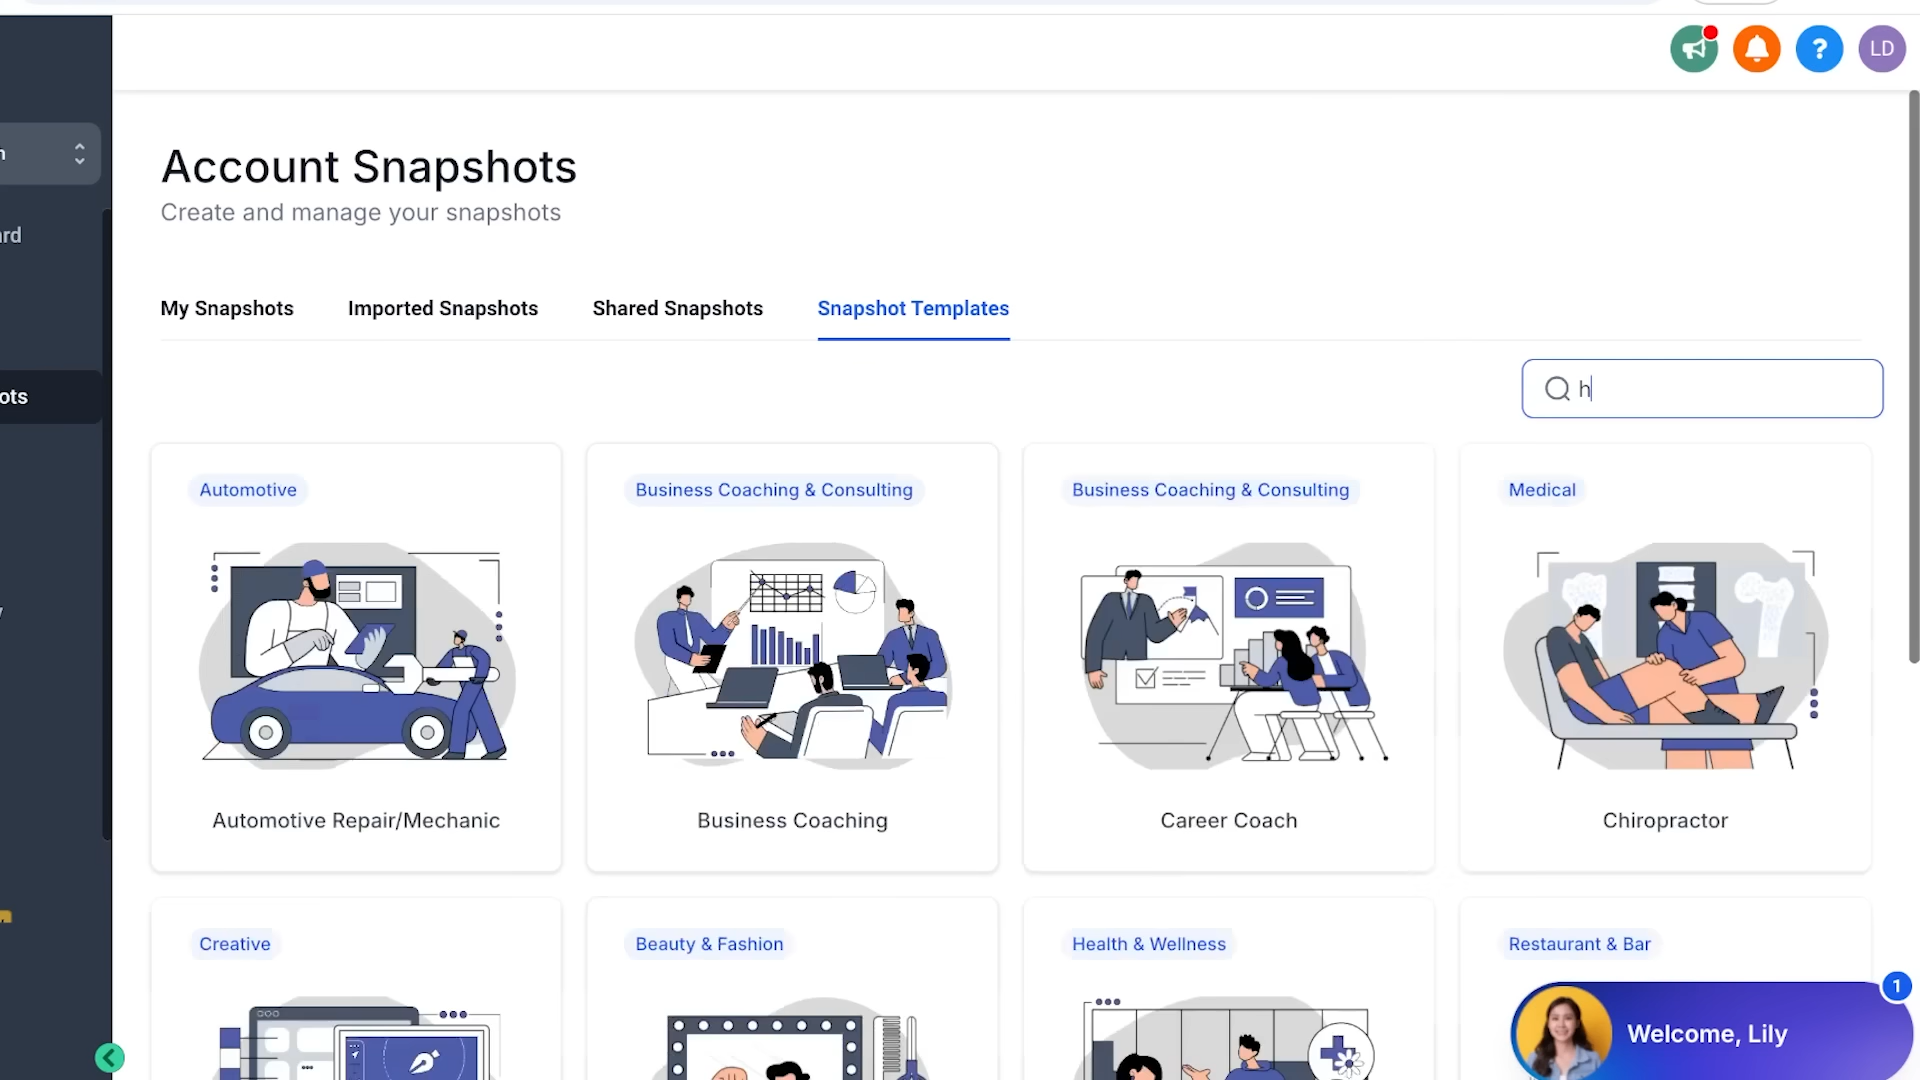 LD
n
Account Snapshots
Create and manage your snapshots
ard
My Snapshots
Imported Snapshots
Shared Snapshots
Snapshot Templates
h
ots
Automotive
Business Coaching & Consulting
Business Coaching & Consulting
Medical
Automotive Repair/Mechanic
Business Coaching
Career Coach
Chiropractor
Creative
Beauty & Fashion
Health & Wellness
Restaurant & Bar
1
Welcome, Lily